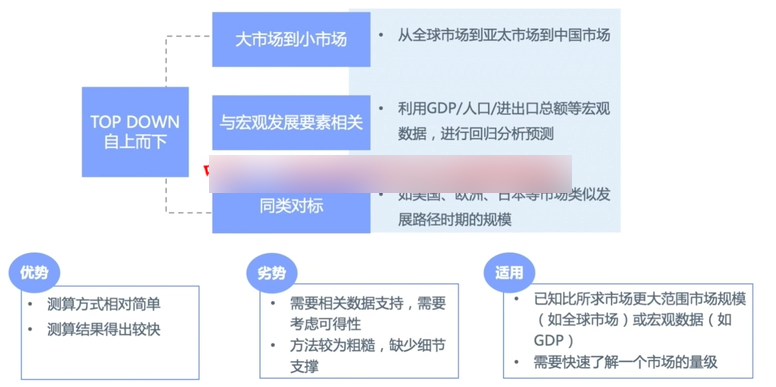 大市场到小市场
从全球市场到亚太市场到中国市场
TOP DOWN
自上而下
与宏观发展要素相关
利用GDP/人口/进出口总额等宏观
数据，进行回归分析预测
同类对标
如美国、欧洲、日本等市场类似发
展路径时期的规模
优势
测算方式相对简单
测算结果得出较快
劣势
需要相关数据支持，需要
考虑可得性
方法较为粗糙，缺少细节
支撑
适用
已知比所求市场更大范围市场规模
（如全球市场）或宏观数据（如
GDP）
需要快速了解一个市场的量级